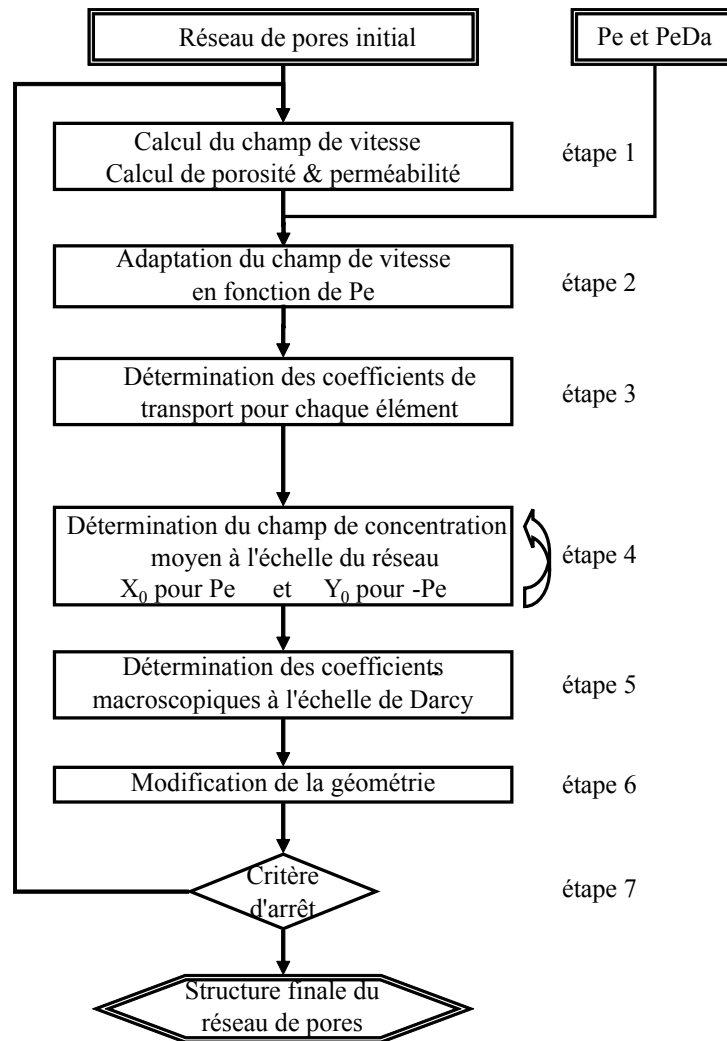 Réseau de pores initial
Pe et PeDa
Calcul du champ de vitesse
Calcul de porosité & perméabilité
étape 1
Adaptation du champ de vitesse
en fonction de Pe
étape 2
Détermination des coefficients de
transport pour chaque élément
étape 3
Détermination du champ de concentration
moyen à l'échelle du réseau
X₀ pour Pe et Y₀ pour -Pe
étape 4
Détermination des coefficients
macroscopiques à l'échelle de Darcy
étape 5
Modification de la géométrie
étape 6
Critère
d'arrêt
étape 7
Structure finale du
réseau de pores